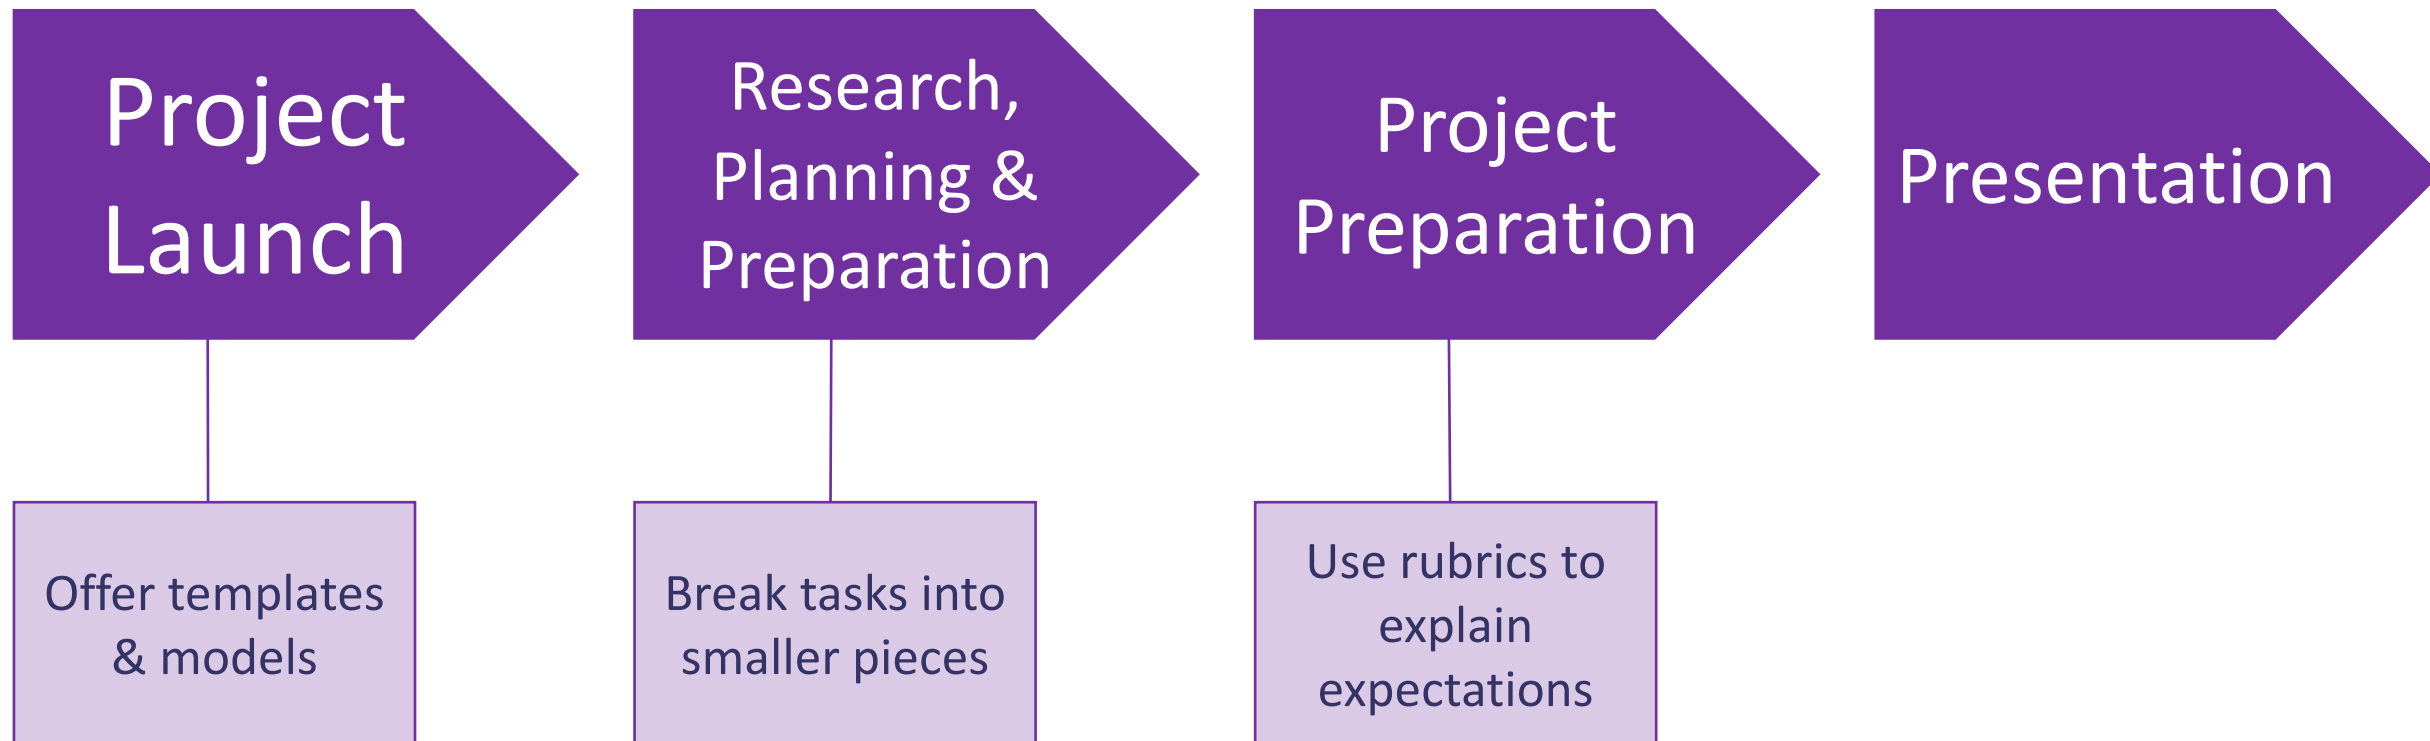 Project
Launch
Research,
Planning &
Preparation
Project
Preparation
Presentation
Offer templates
& models
Break tasks into
smaller pieces
Use rubrics to
explain
expectations